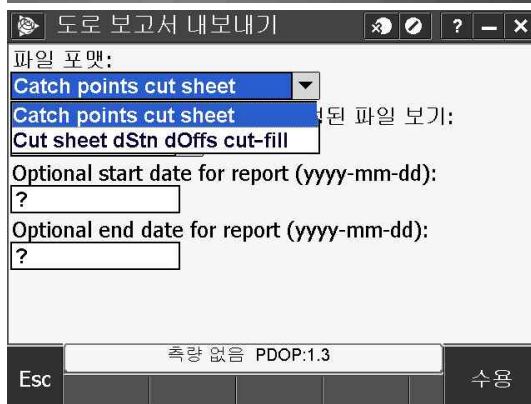 도로 보고서 내보내기
? – ×
파일 포맷:
Catch points cut sheet
Catch points cut sheet
된 파일 보기:
Cut sheet dStn dOffs cut-fill
Optional start date for report (yyyy-mm-dd):
?
Optional end date for report (yyyy-mm-dd):
?
측량 없음 PDOP:1.3
Esc
수용